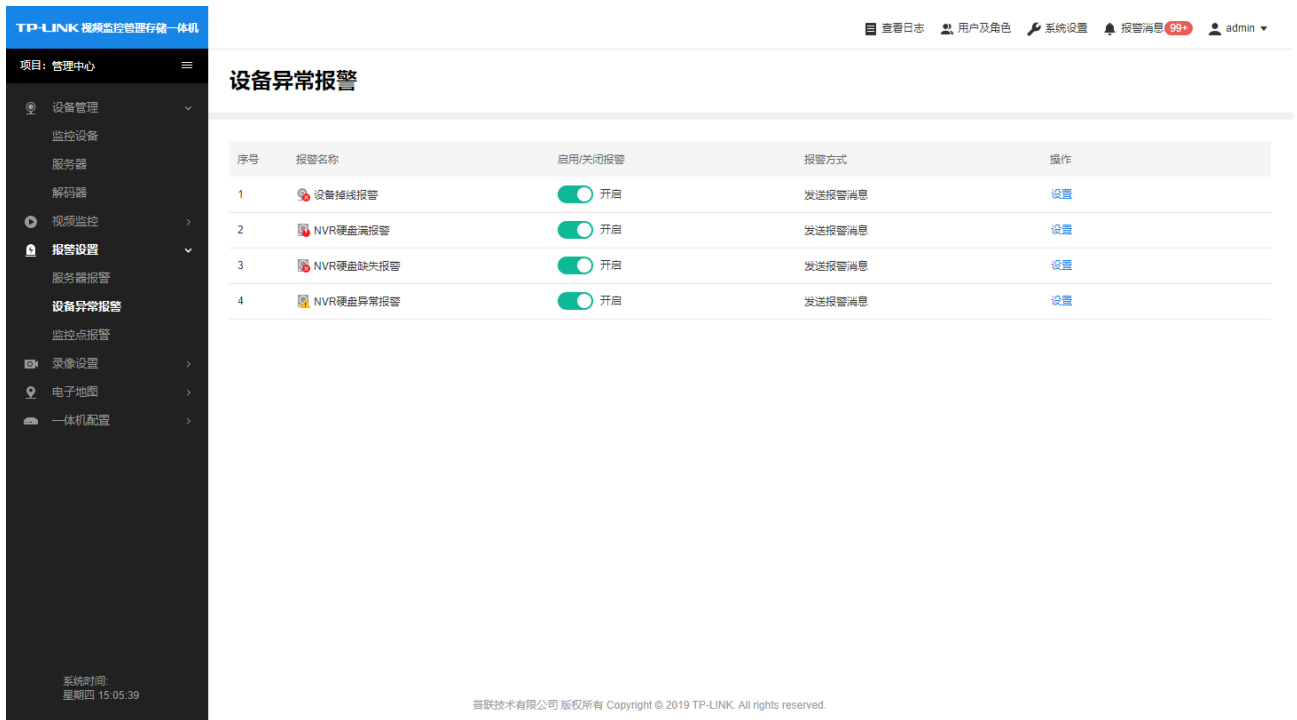 TP-LINK 视频监控管理存储一体机
查看日志 用户及角色 系统设置 报警消息 99+ admin
项目: 管理中心
设备管理
监控设备
服务器
解码器
视频监控
报警设置
服务器报警
设备异常报警
监控点报警
录像设置
电子地图
一体机配置
系统时间:
星期四 15:05:39
设备异常报警
序号 报警名称 启用/关闭报警 报警方式 操作
1 设备掉线报警 开启 发送报警消息 设置
2 NVR硬盘满报警 开启 发送报警消息 设置
3 NVR硬盘缺失报警 开启 发送报警消息 设置
4 NVR硬盘异常报警 开启 发送报警消息 设置
普联技术有限公司 版权所有 Copyright © 2019 TP-LINK. All rights reserved.